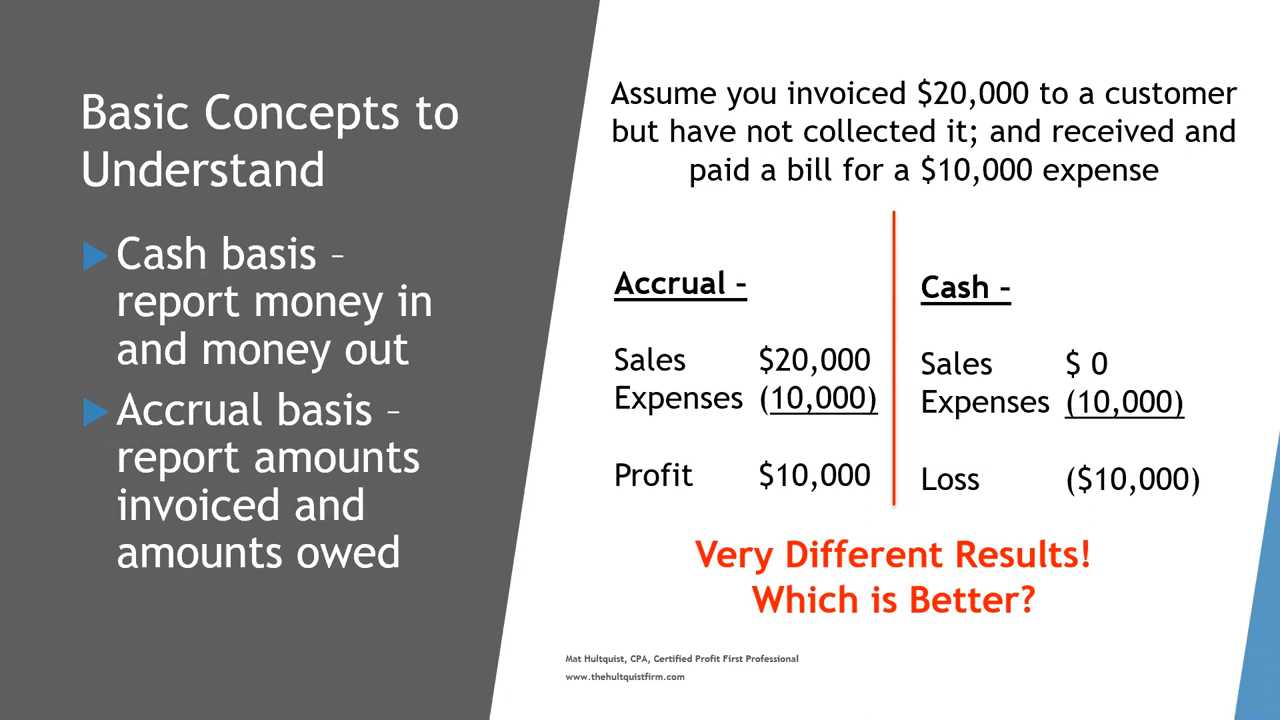 Basic Concepts to
Understand
Cash basis –
report money in
and money out
Accrual basis –
report amounts
invoiced and
amounts owed
Assume you invoiced $20,000 to a customer
but have not collected it; and received and
paid a bill for a $10,000 expense
Accrual –
Sales $20,000
Expenses (10,000)
Profit $10,000
Cash –
Sales $ 0
Expenses (10,000)
Loss ($10,000)
Very Different Results!
Which is Better?
Mat Hultquist, CPA, Certified Profit First Professional
www.thehultquistfirm.com